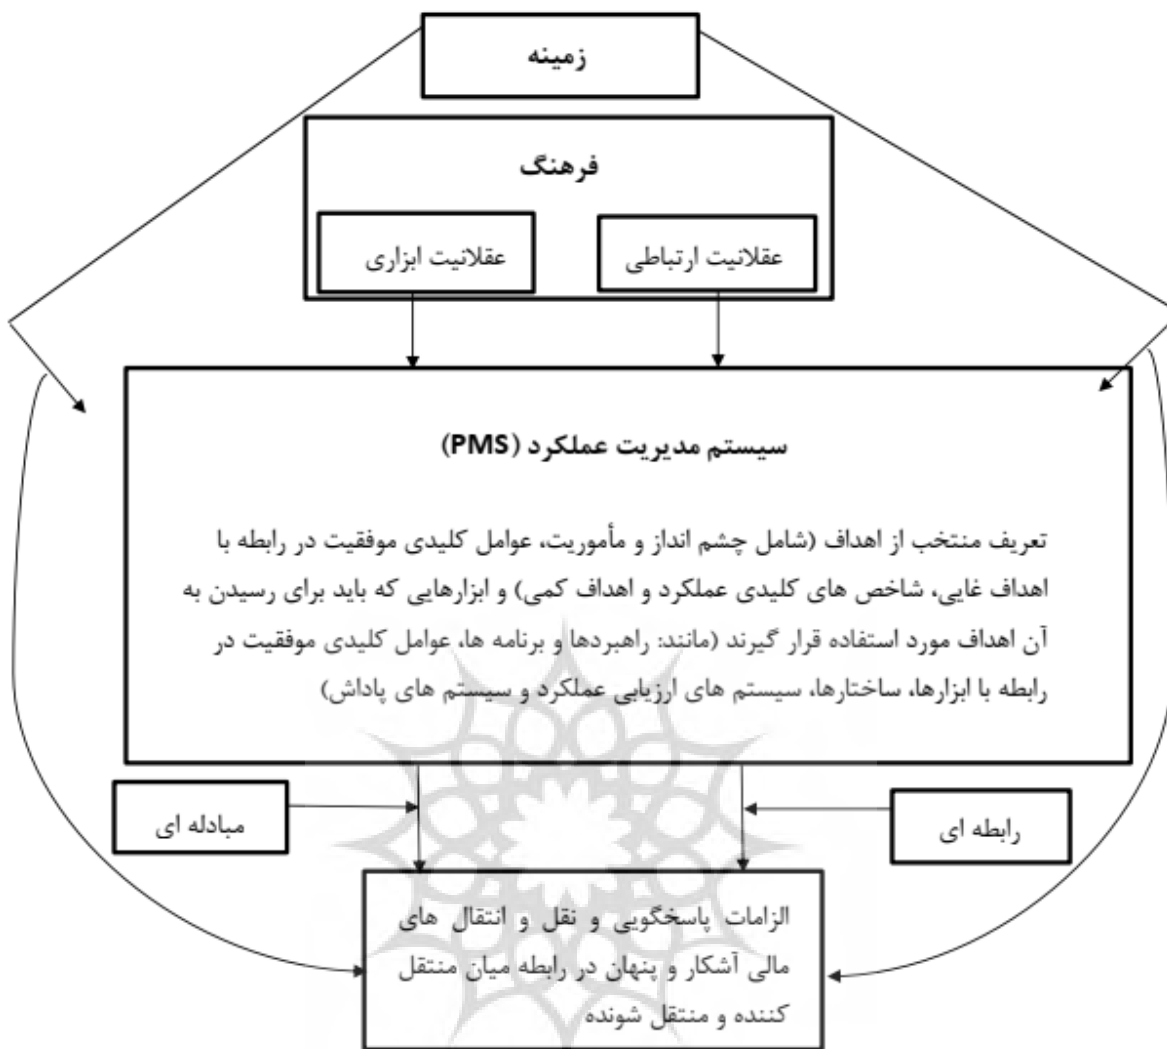 زمینه
فرهنگ
عقلانیت ارتباطی
عقلانیت ابزاری
سیستم مدیریت عملکرد (PMS)
تعریف منتخب از اهداف (شامل چشم انداز و مأموریت، عوامل کلیدی موفقیت در رابطه با
اهداف غایی، شاخص های کلیدی عملکرد و اهداف کمی) و ابزارهایی که باید برای رسیدن به
آن اهداف مورد استفاده قرار گیرند (مانند: راهبردها و برنامه ها، عوامل کلیدی موفقیت در
رابطه با ابزارها، ساختارها، سیستم های ارزیابی عملکرد و سیستم های پاداش)
رابطه ای
مبادله ای
الزامات پاسخگویی و نقل و انتقال های
مالی آشکار و پنهان در رابطه میان منتقل
کننده و منتقل شونده